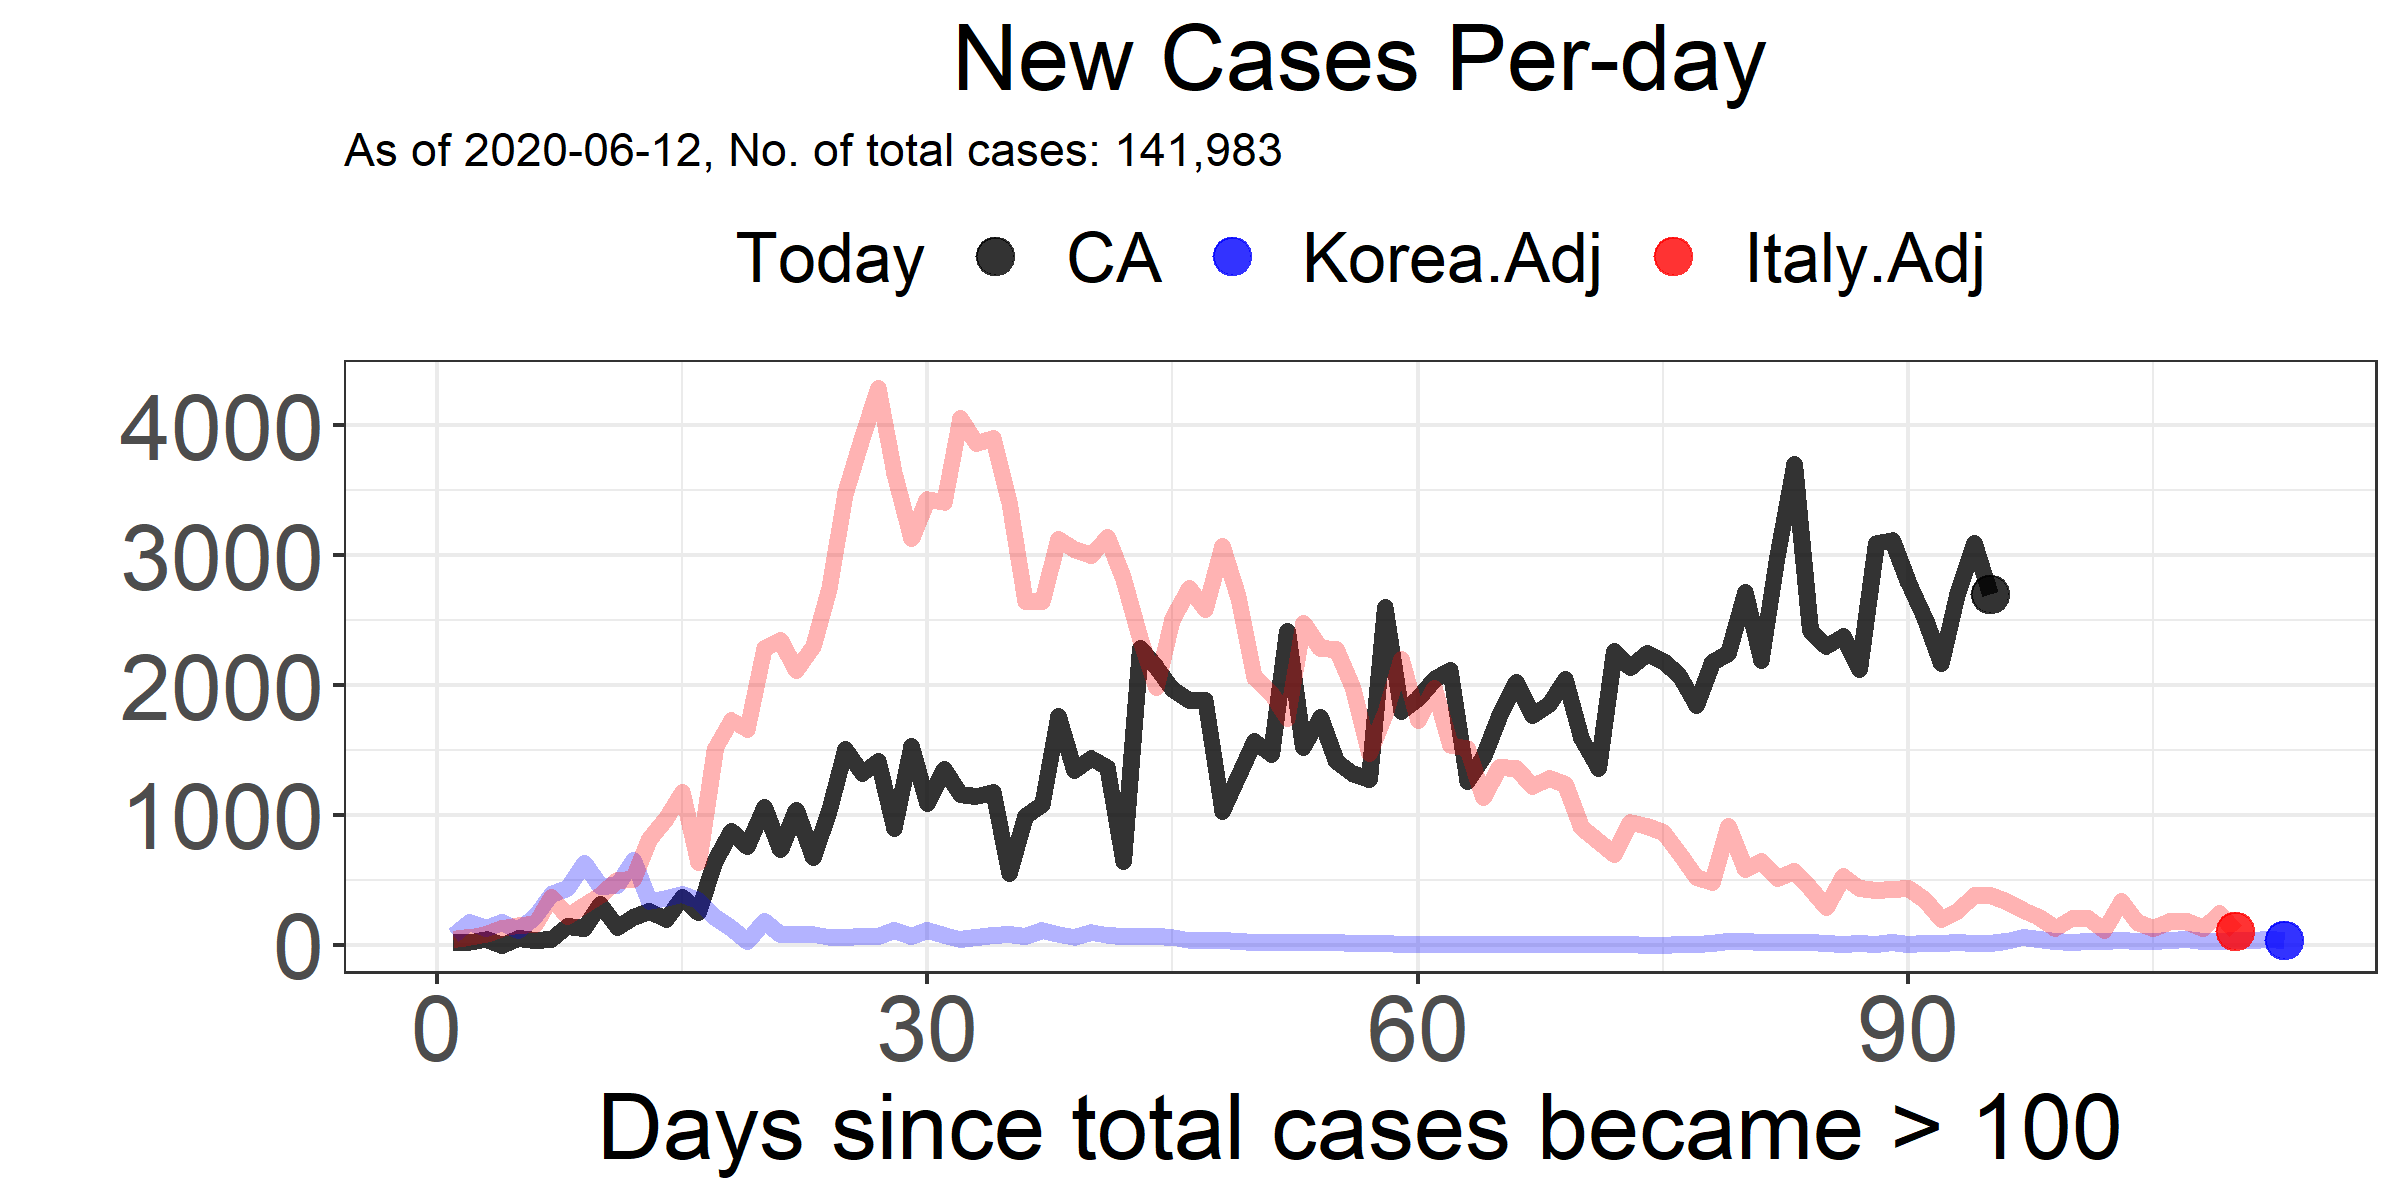 New Cases Per-day
As of 2020-06-12, No. of total cases: 141,983
Today CA Korea.Adj Italy.Adj
4000
3000
2000
1000
0
0 30 60 90
Days since total cases became > 100